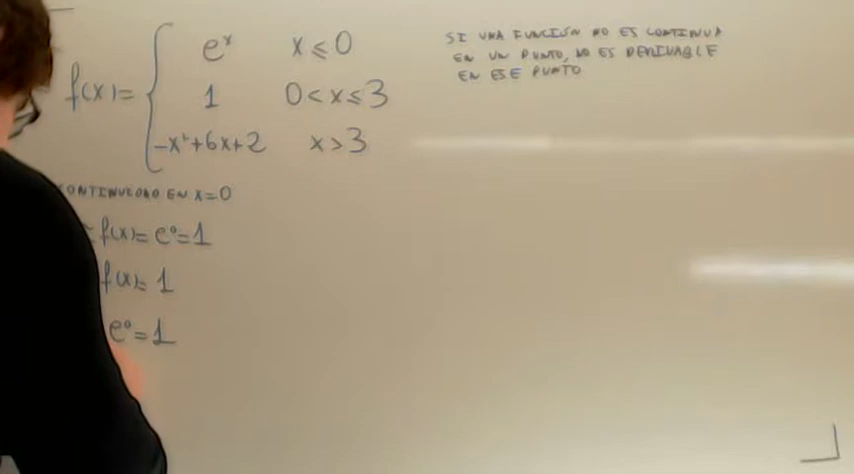 f(x)=
e^x x≤0
1 0<x≤3
-x²+6x+2 x>3
SI UNA FUNCIÓN NO ES CONTINUA
EN UN PUNTO, NO ES DERIVABLE
EN ESE PUNTO
CONTINUIDAD EN x=0
f(x)= e⁰=1
f(x)= 1
e⁰=1